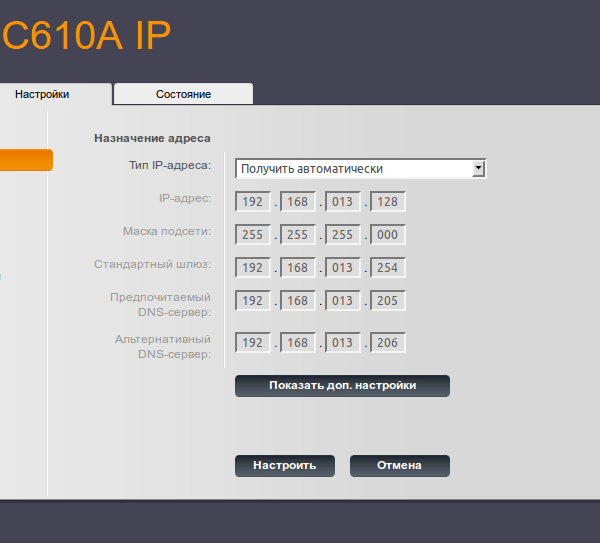 C610A IP
Настройки Состояние
Назначение адреса
Тип IP-адреса: Получить автоматически
IP-адрес: 192 . 168 . 013 . 128
Маска подсети: 255 . 255 . 255 . 000
Стандартный шлюз: 192 . 168 . 013 . 254
Предпочитаемый
DNS-сервер: 192 . 168 . 013 . 205
Альтернативный
DNS-сервер: 192 . 168 . 013 . 206
Показать доп. настройки
Настроить Отмена